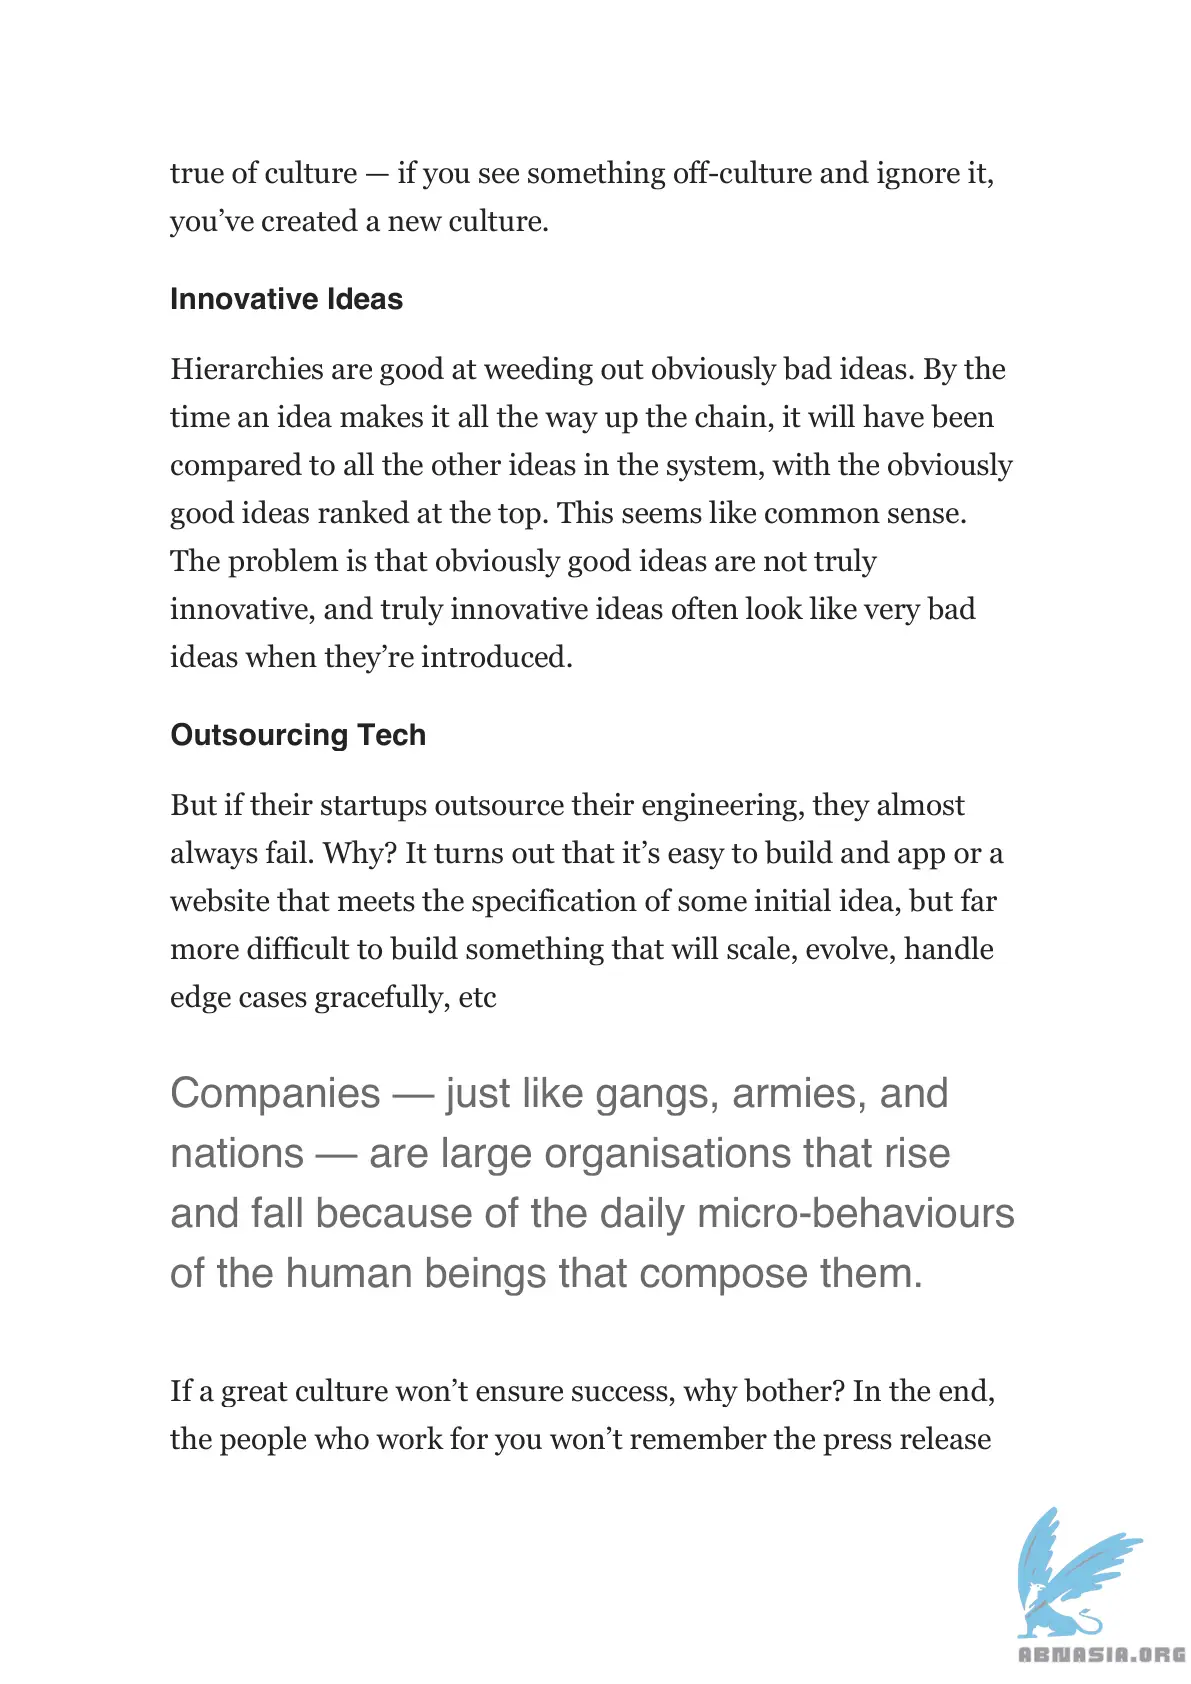 true of culture — if you see something off-culture and ignore it,
you’ve created a new culture.
Innovative Ideas
Hierarchies are good at weeding out obviously bad ideas. By the
time an idea makes it all the way up the chain, it will have been
compared to all the other ideas in the system, with the obviously
good ideas ranked at the top. This seems like common sense.
The problem is that obviously good ideas are not truly
innovative, and truly innovative ideas often look like very bad
ideas when they’re introduced.
Outsourcing Tech
But if their startups outsource their engineering, they almost
always fail. Why? It turns out that it’s easy to build and app or a
website that meets the specification of some initial idea, but far
more difficult to build something that will scale, evolve, handle
edge cases gracefully, etc
Companies — just like gangs, armies, and
nations — are large organisations that rise
and fall because of the daily micro-behaviours
of the human beings that compose them.
If a great culture won’t ensure success, why bother? In the end,
the people who work for you won’t remember the press release
ABNASIA.ORG